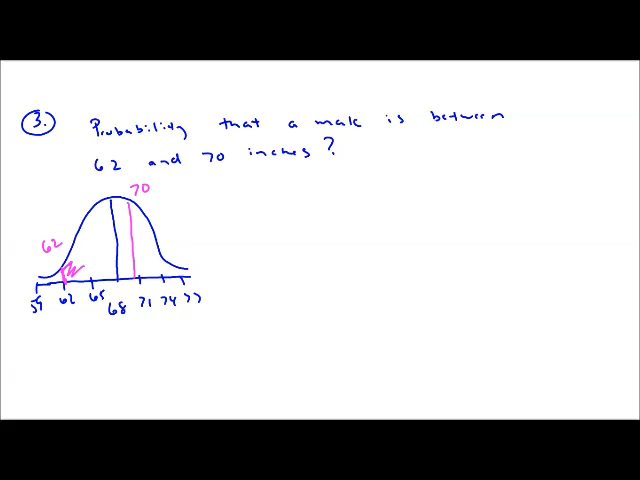 3. Probability that a male is between
62 and 70 inches?
70
62
59 62 65 68 71 74 77